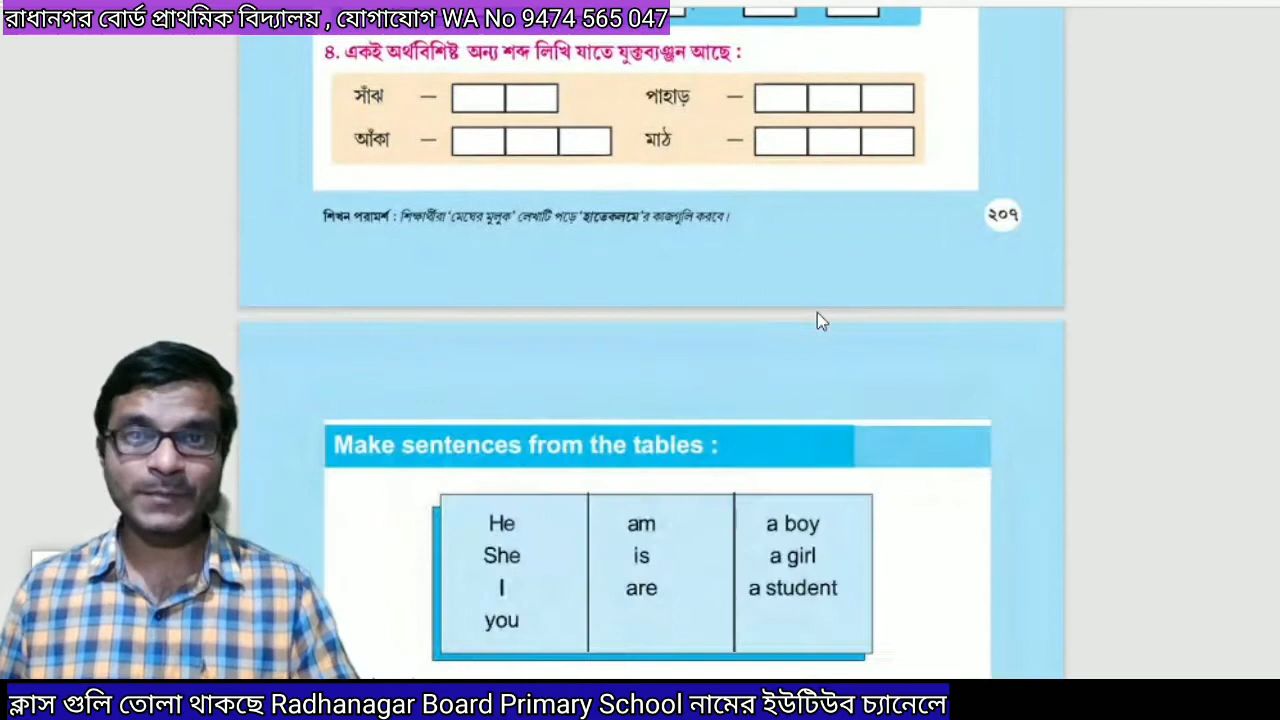 রাধানগর বোর্ড প্রাথমিক বিদ্যালয় , যোগাযোগ WA No 9474 565 047
৪. একই অর্থবিশিষ্ট অন্য শব্দ লিখি যাতে যুক্তব্যঞ্জন আছে :
সাঁঝ – পাহাড় –
আঁকা – মাঠ –
শিখন পরামর্শ : শিক্ষার্থীরা ‘মেঘের মুলুক’ লেখাটি পড়ে ‘হাতেকলমে’র কাজগুলি করবে।
২০৭
Make sentences from the tables :
He am a boy
She is a girl
I are a student
you
ক্লাস গুলি তোলা থাকছে Radhanagar Board Primary School নামের ইউটিউব চ্যানেলে